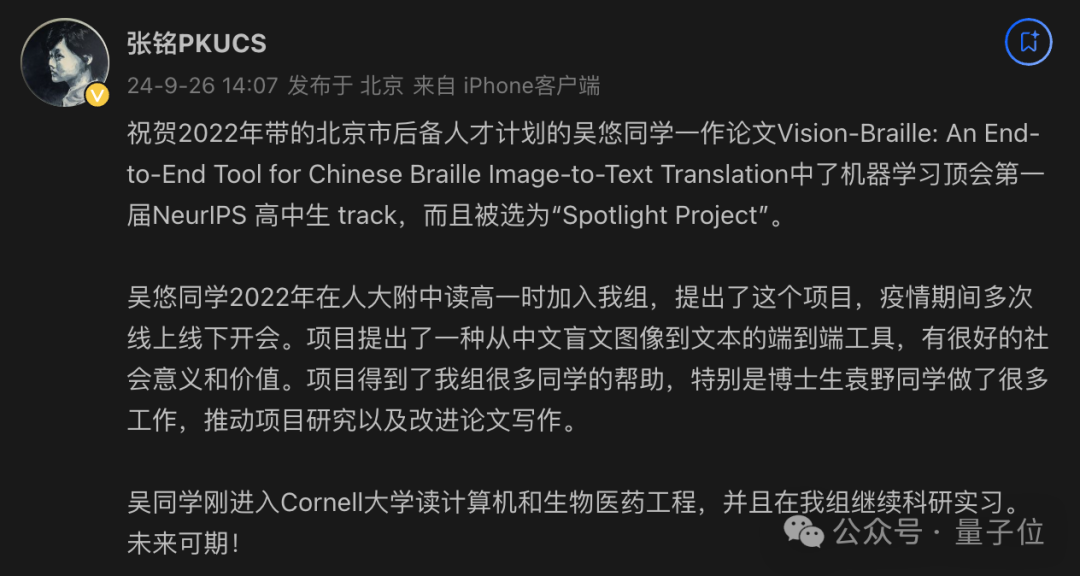 张铭PKUCS
24-9-26 14:07 发布于 北京 来自 iPhone客户端
祝贺2022年带的北京市后备人才计划的吴悠同学一作论文Vision-Braille: An End-
to-End Tool for Chinese Braille Image-to-Text Translation中了机器学习顶会第一
届NeurIPS 高中生 track，而且被选为“Spotlight Project”。
吴悠同学2022年在人大附中读高一时加入我组，提出了这个项目，疫情期间多次
线上线下开会。项目提出了一种从中文盲文图像到文本的端到端工具，有很好的社
会意义和价值。项目得到了我组很多同学的帮助，特别是博士生袁野同学做了很多
工作，推动项目研究以及改进论文写作。
吴同学刚进入Cornell大学读计算机和生物医药工程，并且在我组继续科研实习。
未来可期！
公众号 · 量子位